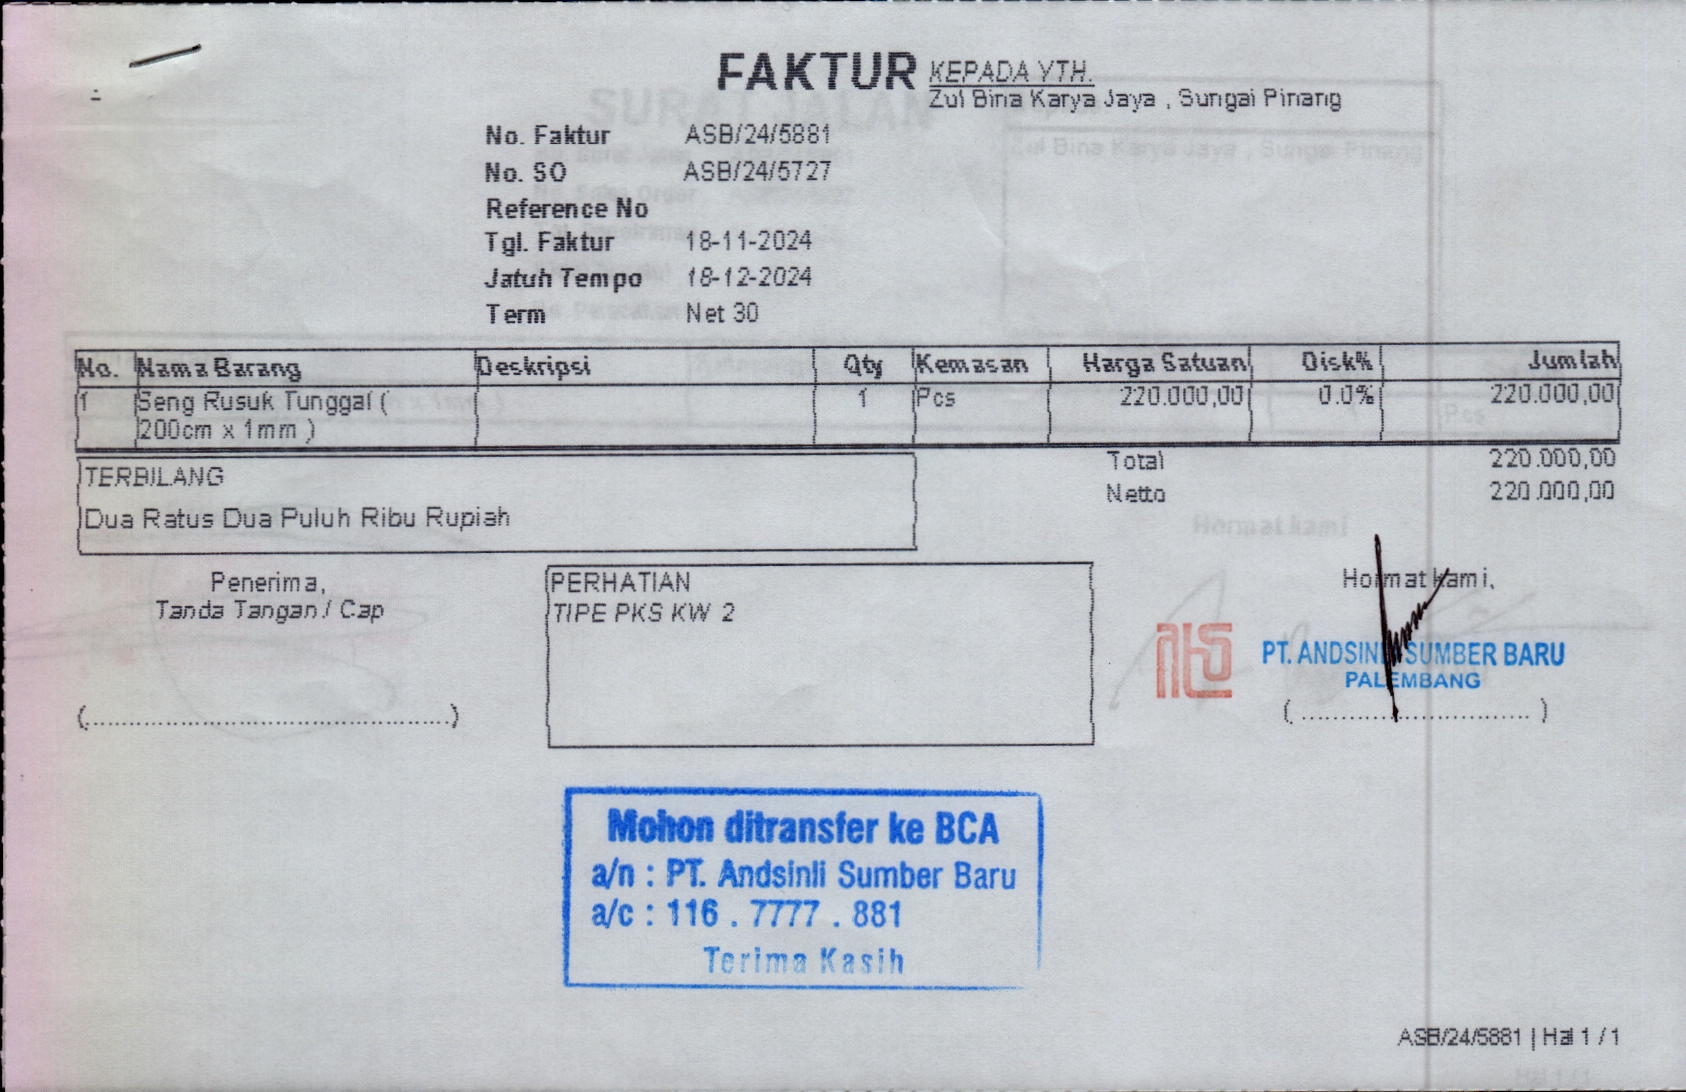 FAKTUR
KEPADA YTH.
Zul Bina Karya Jaya , Sungai Pinang
No. Faktur ASB/24/5881
No. SO ASB/24/5727
Reference No
Tgl. Faktur 18-11-2024
Jatuh Tempo 18-12-2024
Term Net 30
No. Nama Barang Deskripsi Qty Kemasan Harga Satuan Disk% Jumlah
1 Seng Rusuk Tunggal ( 1 Pcs 220.000,00 0.0% 220.000,00
200cm x 1mm )
Total 220.000,00
Netto 220.000,00
TERBILANG
Dua Ratus Dua Puluh Ribu Rupiah
Penerima,
Tanda Tangan / Cap
(.............................................)
PERHATIAN
TIPE PKS KW 2
Hormat kami,
PT. ANDSINLI SUMBER BARU
PALEMBANG
( ............................ )
Mohon ditransfer ke BCA
a/n : PT. Andsinli Sumber Baru
a/c : 116 . 7777 . 881
Terima Kasih
ASB/24/5881 | Hal 1 / 1